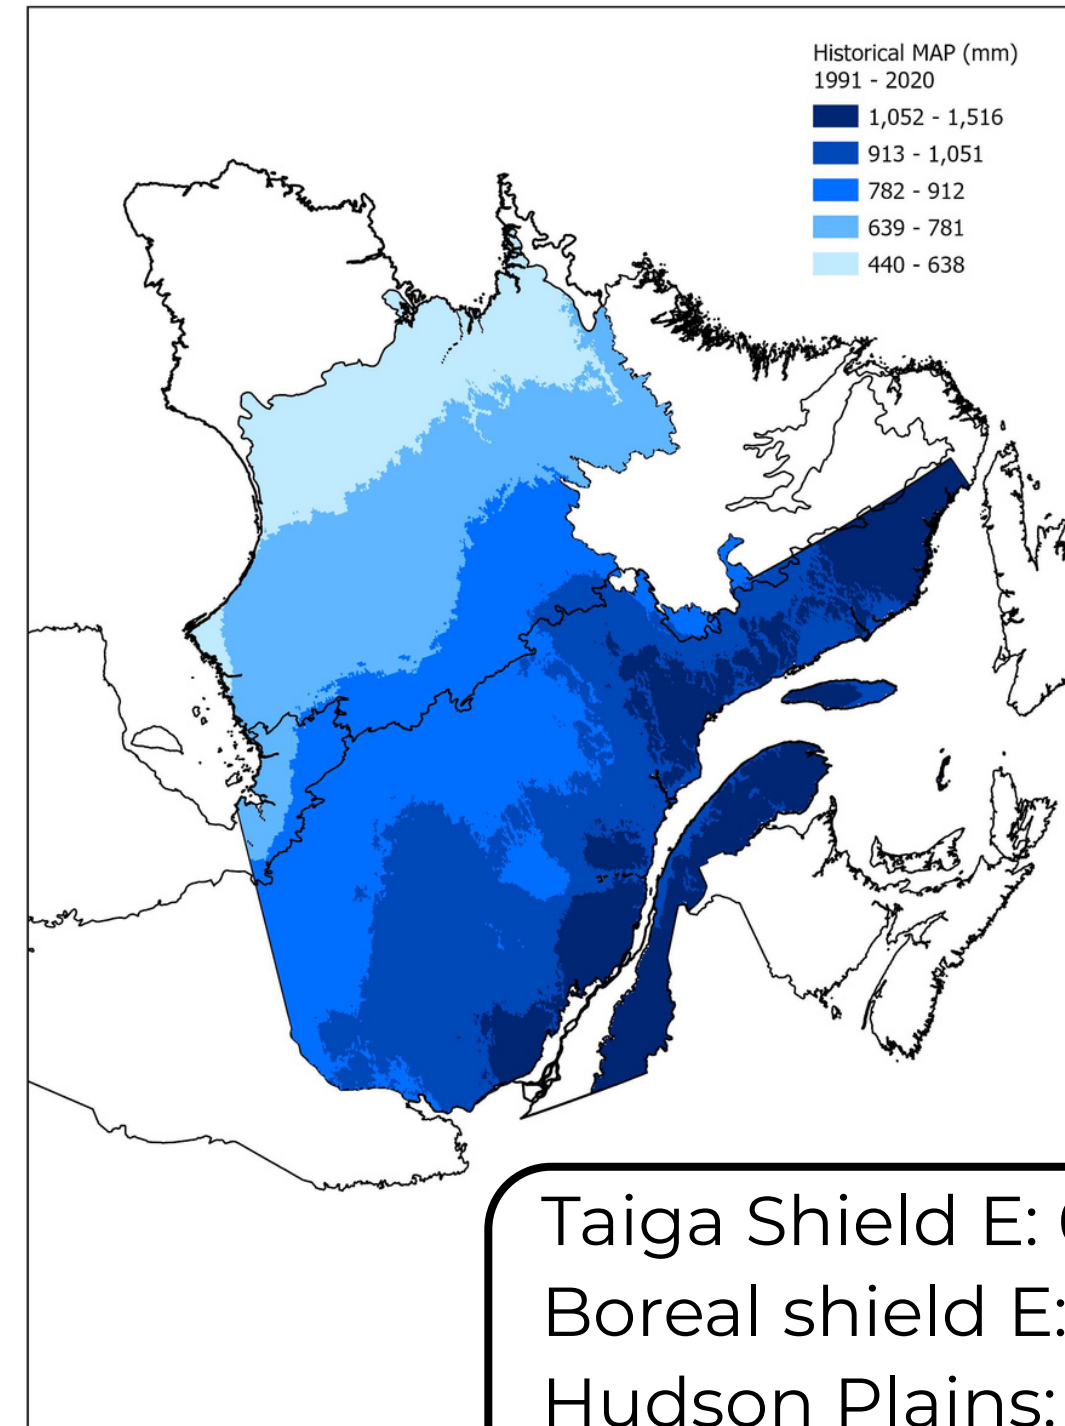 Historical MAP (mm)
1991 - 2020
1,052 - 1,516
913 - 1,051
782 - 912
639 - 781
440 - 638
Taiga Shield E:
Boreal shield E:
Hudson Plains: